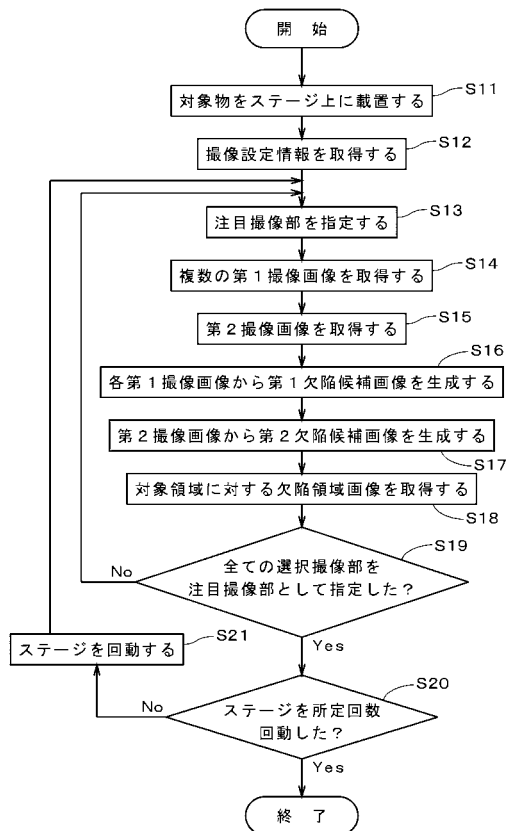 開 始
対象物をステージ上に載置する
S11
撮像設定情報を取得する
S12
注目撮像部を指定する
S13
複数の第1撮像画像を取得する
S14
第2撮像画像を取得する
S15
各第1撮像画像から第1欠陥候補画像を生成する
S16
第2撮像画像から第2欠陥候補画像を生成する
S17
対象領域に対する欠陥領域画像を取得する
S18
全ての選択撮像部を
注目撮像部として指定した?
S19
No
Yes
ステージを回動する
S21
ステージを所定回数
回動した?
S20
No
Yes
終 了